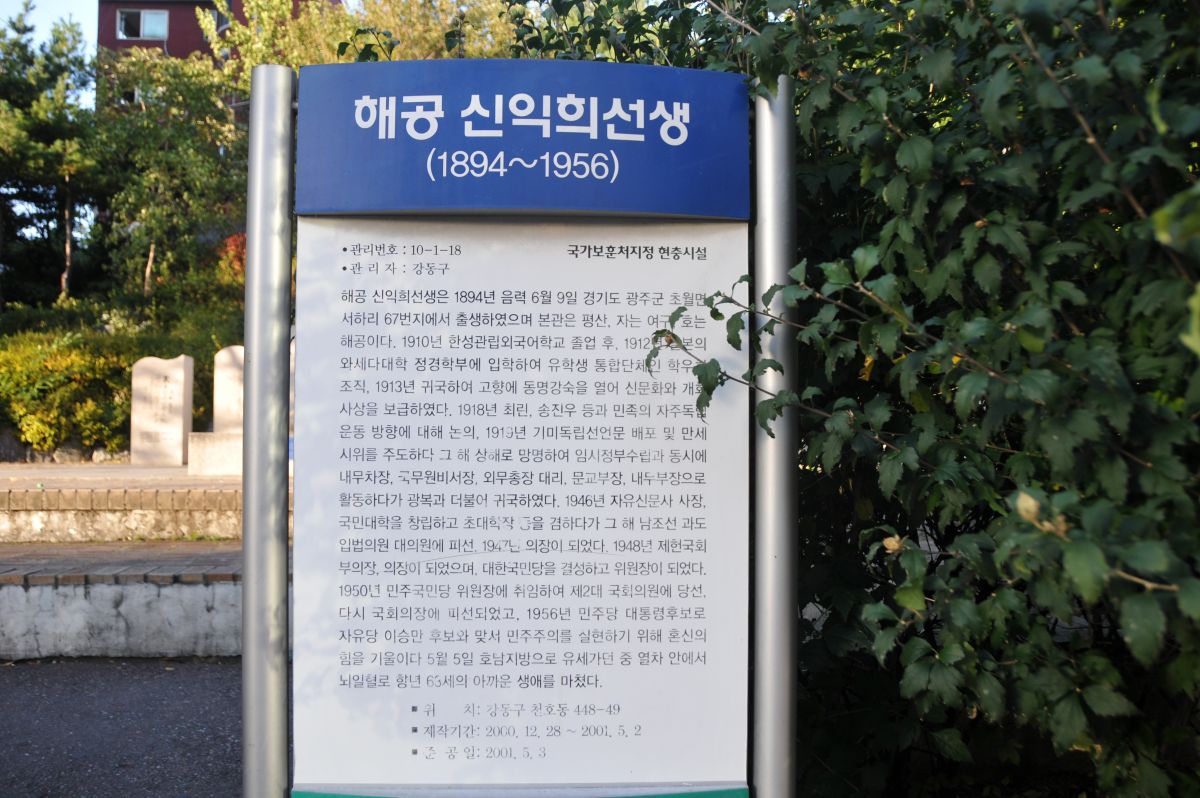 해공 신익희선생
(1894~1956)
• 관리번호 : 10-1-18 국가보훈처지정 현충시설
• 관 리 자 : 강동구
해공 신익희선생은 1894년 음력 6월 9일 경기도 광주군 초월면
서하리 67번지에서 출생하였으며 본관은 평산, 자는 호는
해공이다. 1910년 한성관립외국어학교 졸업 후, 1912년
와세다대학 정경학부에 입학하여 유학생 통합단체인
조직, 1913년 귀국하여 고향에 동명강숙을 열어 신문화와 개화
사상을 보급하였다. 1918년 최린, 송진우 등과 민족의 자주독립
운동 방향에 대해 논의, 1919년 기미독립선언문 배포 및 만세
시위를 주도하다 그 해 상해로 망명하여 임시정부수립과 동시에
내무차장, 국무원비서장, 외무총장 대리, 문교부장, 내무부장으로
활동하다가 광복과 더불어 귀국하였다. 1946년 자유신문사 사장,
국민대학을 창립하고 초대학장 등을 겸하다가 그 해 남조선 과도
입법의원 대의원에 피선, 1947년 의장이 되었다. 1948년 제헌국회
부의장, 의장이 되었으며, 대한국민당을 결성하고 위원장이 되었다.
1950년 민주국민당 위원장에 취임하여 제2대 국회의원에 당선,
다시 국회의장에 피선되었고, 1956년 민주당 대통령후보로
자유당 이승만 후보와 맞서 민주주의를 실현하기 위해 혼신의
힘을 기울이다 5월 5일 호남지방으로 유세가던 중 열차 안에서
뇌일혈로 향년 63세의 아까운 생애를 마쳤다.
▪ 위 치: 강동구 천호동 448-49
▪ 제작기간: 2000. 12. 28 ~ 2001. 5. 2
▪ 준 공 일: 2001. 5. 3